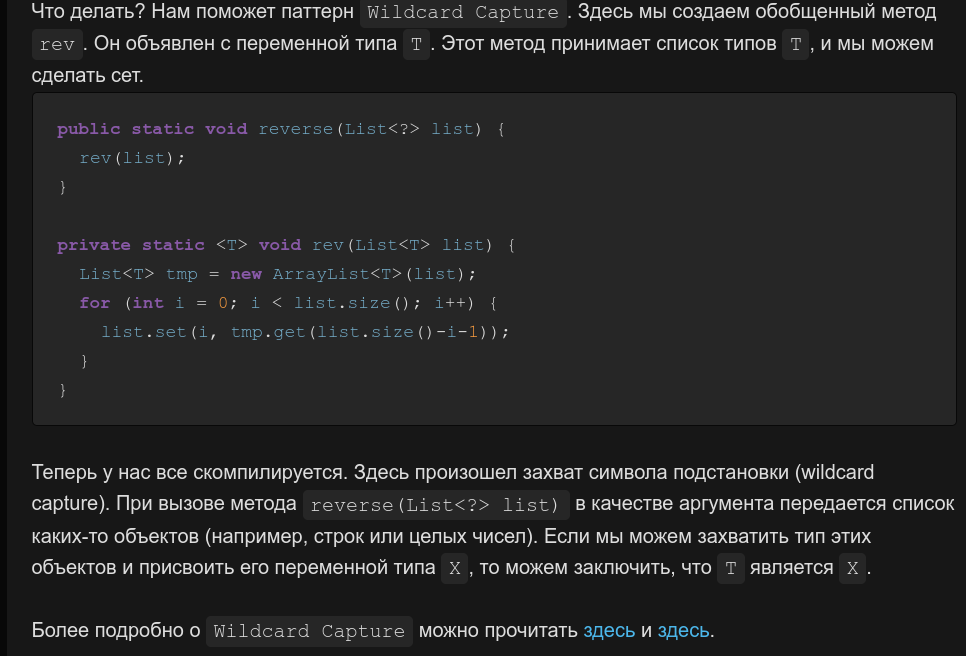 Что делать? Нам поможет паттерн Wildcard Capture. Здесь мы создаем обобщенный метод
rev. Он объявлен с переменной типа T. Этот метод принимает список типов T, и мы можем
сделать сет.
public static void reverse(List<?> list) {
  rev(list);
}

private static <T> void rev(List<T> list) {
  List<T> tmp = new ArrayList<T>(list);
  for (int i = 0; i < list.size(); i++) {
    list.set(i, tmp.get(list.size()-i-1));
  }
}

Теперь у нас все скомпилируется. Здесь произошел захват символа подстановки (wildcard
capture). При вызове метода reverse(List<?> list) в качестве аргумента передается список
каких-то объектов (например, строк или целых чисел). Если мы можем захватить тип этих
объектов и присвоить его переменной типа X, то можем заключить, что T является X.

Более подробно о Wildcard Capture можно прочитать здесь и здесь.